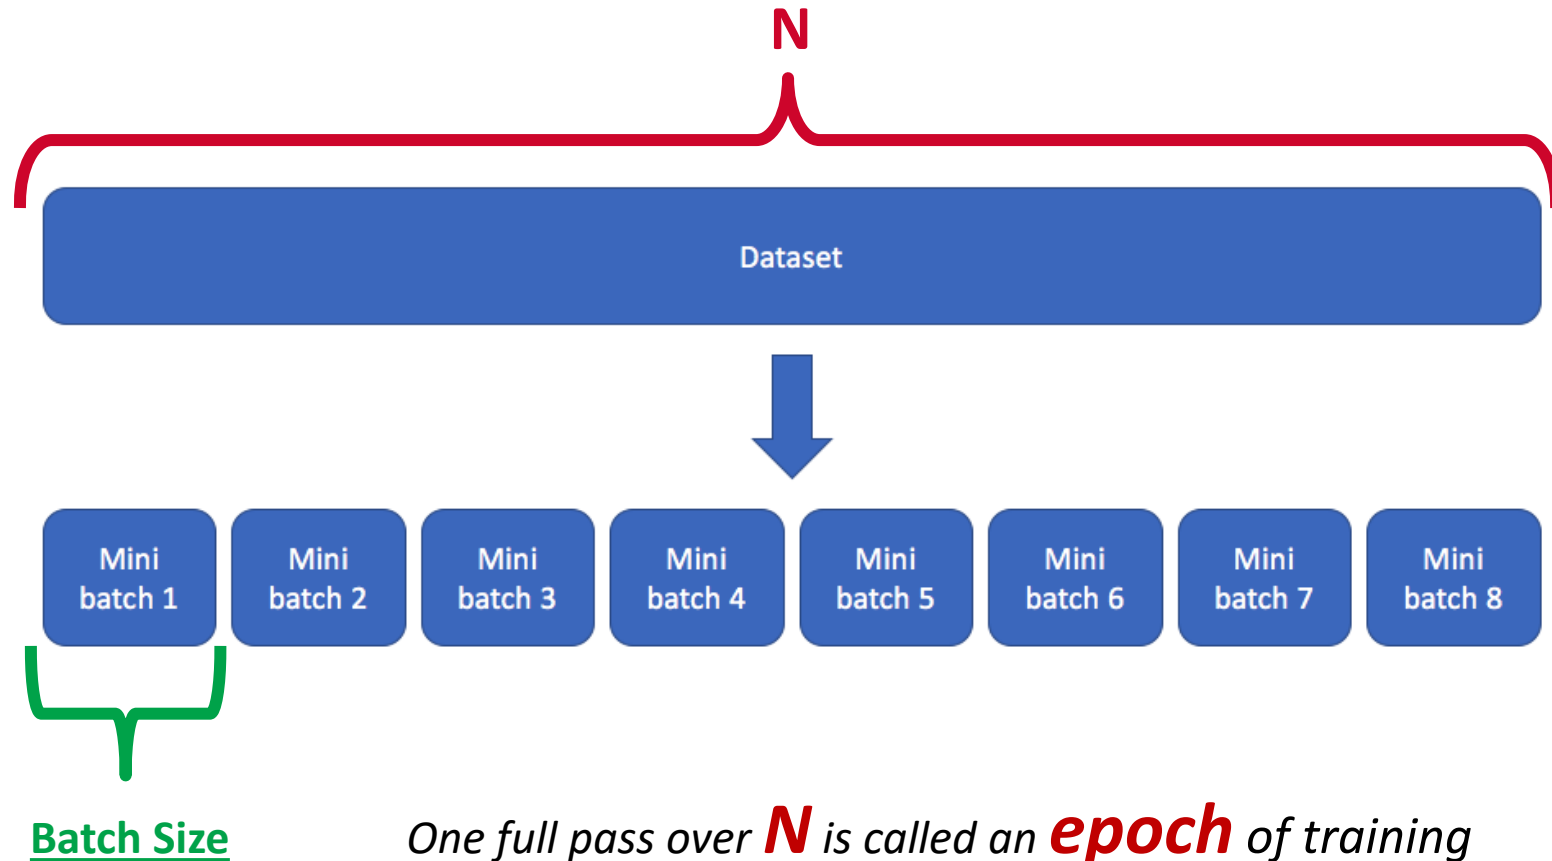 N
Dataset
Mini
batch 1
Mini
batch 2
Mini
batch 3
Mini
batch 4
Mini
batch 5
Mini
batch 6
Mini
batch 7
Mini
batch 8
Batch Size
One full pass over N is called an epoch of training